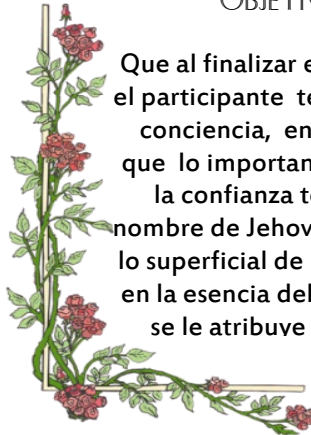 OBJETIV
Que al finalizar e
el participante te
conciencia, en
que lo importan
la confianza to
nombre de Jehov
lo superficial de
en la esencia del
se le atribuye